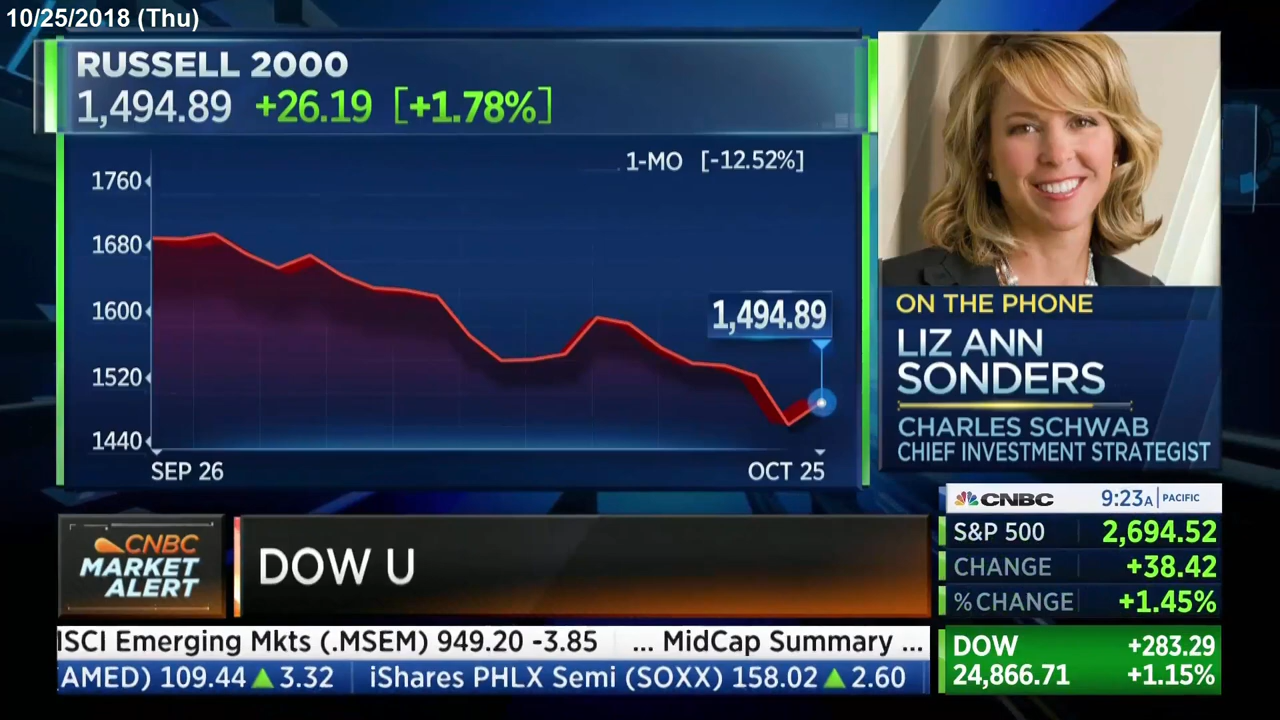 10/25/2018 (Thu)
RUSSELL 2000
1,494.89 +26.19 [+1.78%]
1-MO [-12.52%]
1760
1680
1600
1520
1440
1,494.89
SEP 26
OCT 25
ON THE PHONE
LIZ ANN
SONDERS
CHARLES SCHWAB
CHIEF INVESTMENT STRATEGIST
CNBC
MARKET
ALERT
DOW U
CNBC 9:23A PACIFIC
S&P 500 2,694.52
CHANGE +38.42
% CHANGE +1.45%
DOW +283.29
24,866.71 +1.15%
ISCI Emerging Mkts (.MSEM) 949.20 -3.85 ... MidCap Summary ...
AMED) 109.44 ▲ 3.32 iShares PHLX Semi (SOXX) 158.02 ▲ 2.60